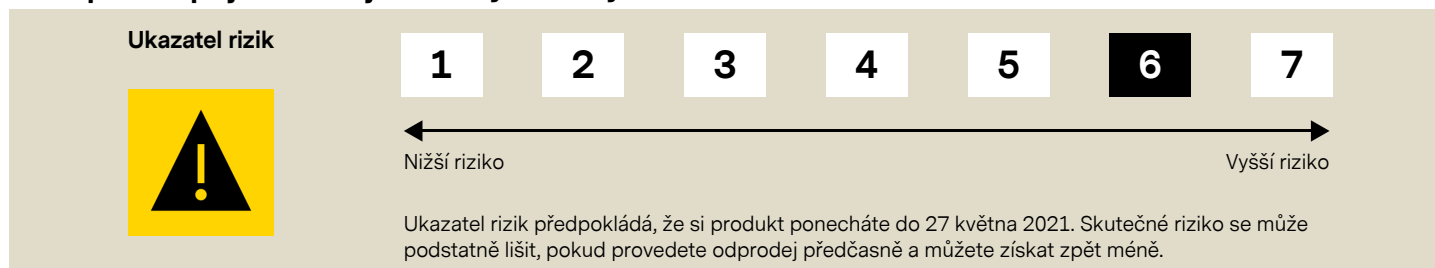 Ukazatel rizik
1 2 3 4 5 6 7
Nižší riziko Vyšší riziko
Ukazatel rizik předpokládá, že si produkt ponecháte do 27 května 2021. Skutečné riziko se může
podstatně lišit, pokud provedete odprodej předčasně a můžete získat zpět méně.